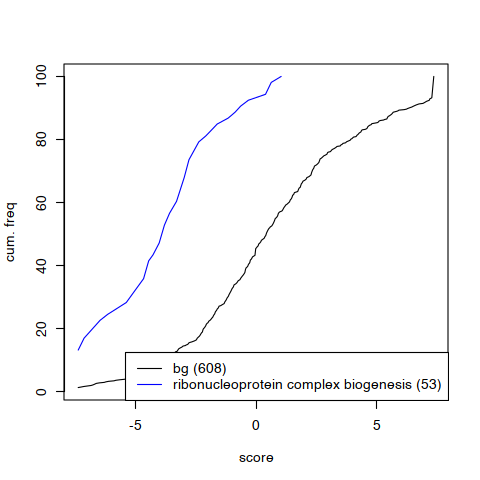 100
80
60
40
20
0
cum. freq
bg (608)
ribonucleoprotein complex biogenesis (53)
-5
0
5
score